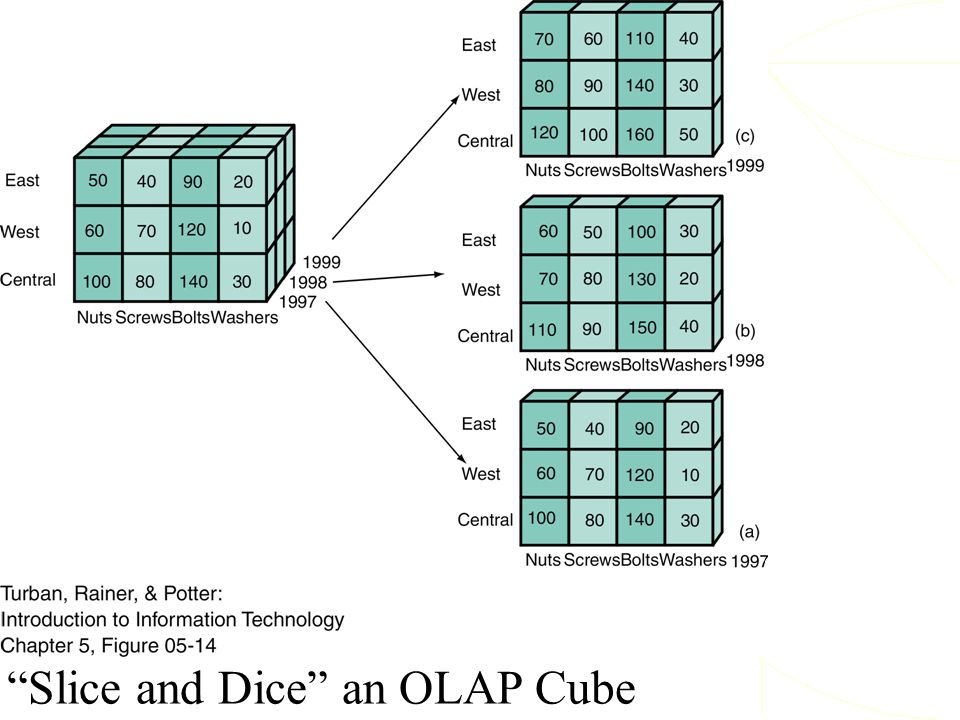 East 50 40 90 20
West 60 70 120 10
Central 100 80 140 30
Nuts Screws Bolts Washers
1999
1998
1997
East 70 60 110 40
West 80 90 140 30
Central 120 100 160 50
(c)
Nuts Screws Bolts Washers 1999
East 60 50 100 30
West 70 80 130 20
Central 110 90 150 40
(b)
Nuts Screws Bolts Washers 1998
East 50 40 90 20
West 60 70 120 10
Central 100 80 140 30
(a)
Nuts Screws Bolts Washers 1997
Turban, Rainer, & Potter:
Introduction to Information Technology
Chapter 5, Figure 05-14
“Slice and Dice” an OLAP Cube